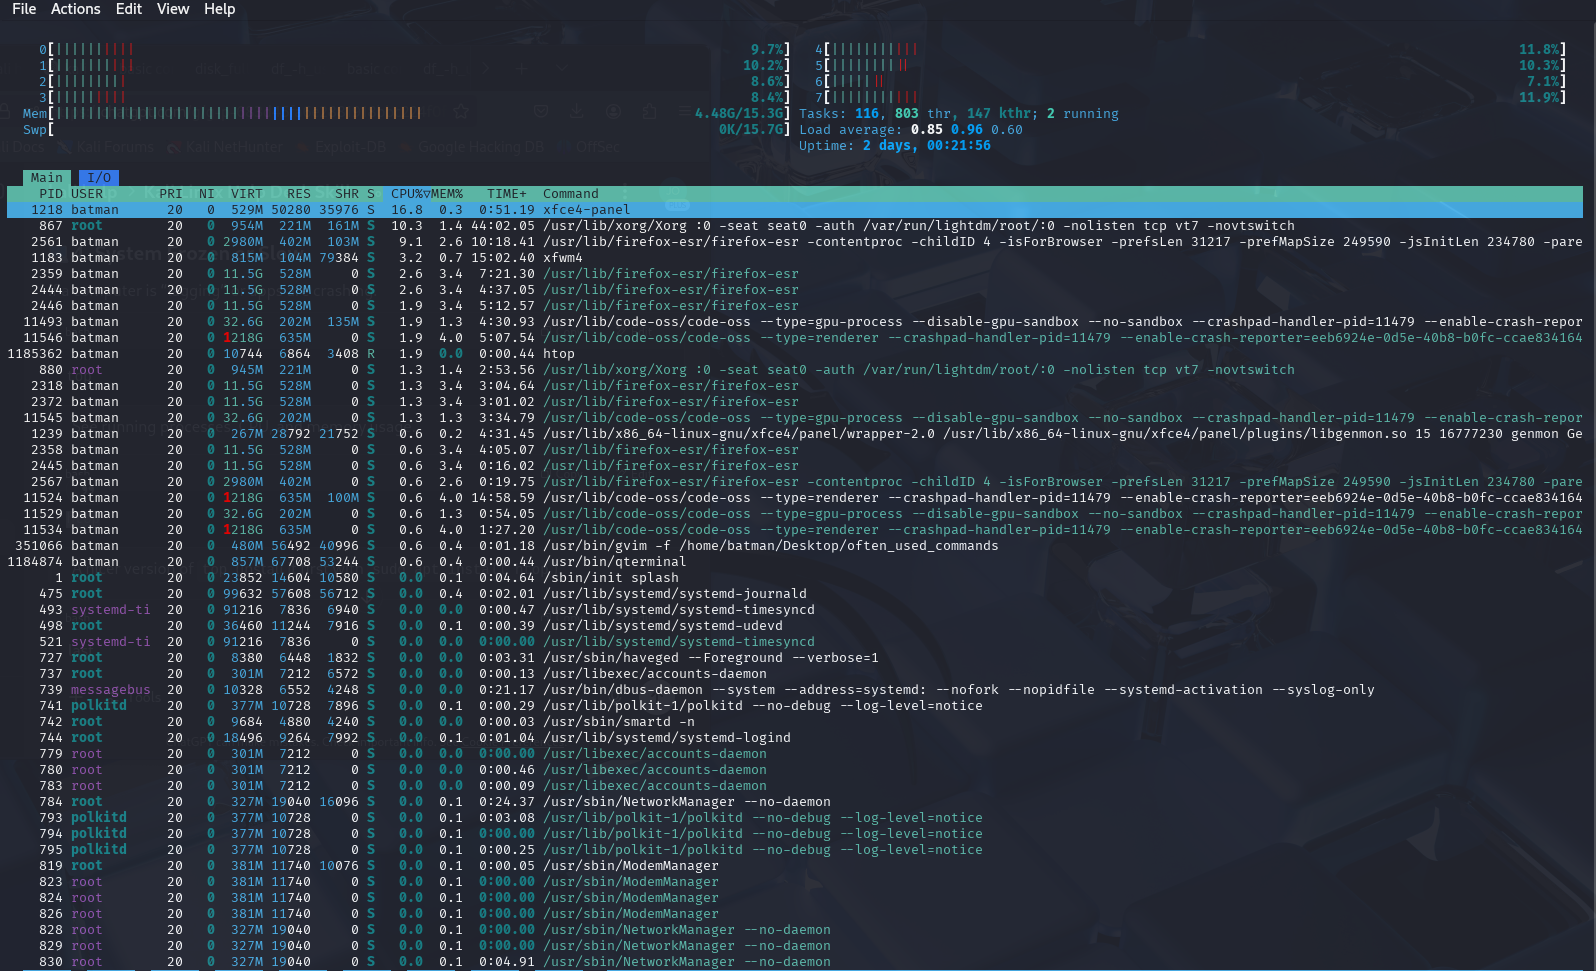 File Actions Edit View Help
0[|||||||||| 9.7%] 4[||||||||||| 11.8%]
1[|||||||||| 10.2%] 5[|||||||||| 10.3%]
2[||||||||| 8.6%] 6[||||||| 7.1%]
3[||||||||| 8.4%] 7[||||||||||| 11.9%]
Mem[|||||||||||||||||||||||||||||||||||||||||||||| 4.48G/15.3G] Tasks: 116, 803 thr, 147 kthr; 2 running
Swp[ 0K/15.7G] Load average: 0.85 0.96 0.60
Kali Forums Kali NetHunter Exploit-DB Google Hacking DB OffSec
Uptime: 2 days, 00:21:56
Main I/O
PID USER PRI NI VIRT RES SHR S CPU%▽MEM% TIME+ Command
1218 batman 20 0 529M 50280 35976 S 16.8 0.3 0:51.19 xfce4-panel
867 root 20 0 954M 221M 161M S 10.3 1.4 44:02.05 /usr/lib/xorg/Xorg :0 -seat seat0 -auth /var/run/lightdm/root/:0 -nolisten tcp vt7 -novtswitch
2561 batman 20 0 2980M 402M 103M S 9.1 2.6 10:18.41 /usr/lib/firefox-esr/firefox-esr -contentproc -childID 4 -isForBrowser -prefsLen 31217 -prefMapSize 249590 -jsInitLen 234780 -pare
1183 batman 20 0 815M 104M 79384 S 3.2 0.7 15:02.40 xfwm4
2359 batman 20 0 11.5G 528M 0 S 2.6 3.4 7:21.30 /usr/lib/firefox-esr/firefox-esr
2444 batman 20 0 11.5G 528M 0 S 2.6 3.4 4:37.05 /usr/lib/firefox-esr/firefox-esr
2446 batman 20 0 11.5G 528M 0 S 1.9 3.4 5:12.57 /usr/lib/firefox-esr/firefox-esr
11493 batman 20 0 32.6G 202M 135M S 1.9 1.3 4:30.93 /usr/lib/code-oss/code-oss --type=gpu-process --disable-gpu-sandbox --no-sandbox --crashpad-handler-pid=11479 --enable-crash-repor
11546 batman 20 0 1218G 635M 0 S 1.9 4.0 5:07.54 /usr/lib/code-oss/code-oss --type=renderer --crashpad-handler-pid=11479 --enable-crash-reporter=eeb6924e-0d5e-40b8-b0fc-ccae834164
1185362 batman 20 0 10744 6864 3408 R 1.9 0.0 0:00.44 htop
880 root 20 0 945M 221M 0 S 1.3 1.4 2:53.56 /usr/lib/xorg/Xorg :0 -seat seat0 -auth /var/run/lightdm/root/:0 -nolisten tcp vt7 -novtswitch
2318 batman 20 0 11.5G 528M 0 S 1.3 3.4 3:04.64 /usr/lib/firefox-esr/firefox-esr
2372 batman 20 0 11.5G 528M 0 S 1.3 3.4 3:01.02 /usr/lib/firefox-esr/firefox-esr
11545 batman 20 0 32.6G 202M 0 S 1.3 1.3 3:34.79 /usr/lib/code-oss/code-oss --type=gpu-process --disable-gpu-sandbox --no-sandbox --crashpad-handler-pid=11479 --enable-crash-repor
1239 batman 20 0 267M 28792 21752 S 0.6 0.2 4:31.45 /usr/lib/x86_64-linux-gnu/xfce4/panel/wrapper-2.0 /usr/lib/x86_64-linux-gnu/xfce4/panel/plugins/libgenmon.so 15 16777230 genmon Ge
2358 batman 20 0 11.5G 528M 0 S 0.6 3.4 4:05.07 /usr/lib/firefox-esr/firefox-esr
2445 batman 20 0 11.5G 528M 0 S 0.6 3.4 0:16.02 /usr/lib/firefox-esr/firefox-esr
2567 batman 20 0 2980M 402M 0 S 0.6 2.6 0:19.75 /usr/lib/firefox-esr/firefox-esr -contentproc -childID 4 -isForBrowser -prefsLen 31217 -prefMapSize 249590 -jsInitLen 234780 -pare
11524 batman 20 0 1218G 635M 100M S 0.6 4.0 14:58.59 /usr/lib/code-oss/code-oss --type=renderer --crashpad-handler-pid=11479 --enable-crash-reporter=eeb6924e-0d5e-40b8-b0fc-ccae834164
11529 batman 20 0 32.6G 202M 0 S 0.6 1.3 0:54.05 /usr/lib/code-oss/code-oss --type=gpu-process --disable-gpu-sandbox --no-sandbox --crashpad-handler-pid=11479 --enable-crash-repor
11534 batman 20 0 1218G 635M 0 S 0.6 4.0 1:27.20 /usr/lib/code-oss/code-oss --type=renderer --crashpad-handler-pid=11479 --enable-crash-reporter=eeb6924e-0d5e-40b8-b0fc-ccae834164
351066 batman 20 0 480M 56492 40996 S 0.6 0.4 0:01.18 /usr/bin/gvim -f /home/batman/Desktop/often_used_commands
1184874 batman 20 0 857M 67708 53244 S 0.6 0.4 0:00.44 /usr/bin/qterminal
1 root 20 0 23852 14604 10580 S 0.0 0.1 0:04.64 /sbin/init splash
475 root 20 0 99632 57608 56712 S 0.0 0.4 0:02.01 /usr/lib/systemd/systemd-journald
493 systemd-ti 20 0 91216 7836 6940 S 0.0 0.0 0:00.47 /usr/lib/systemd/systemd-timesyncd
498 root 20 0 36460 11244 7916 S 0.0 0.1 0:00.39 /usr/lib/systemd/systemd-udevd
521 systemd-ti 20 0 91216 7836 0 S 0.0 0.0 0:00.00 /usr/lib/systemd/systemd-timesyncd
727 root 20 0 8380 6448 1832 S 0.0 0.0 0:03.31 /usr/sbin/haveged --Foreground --verbose=1
737 root 20 0 301M 7212 6572 S 0.0 0.0 0:00.13 /usr/libexec/accounts-daemon
739 messagebus 20 0 10328 6552 4248 S 0.0 0.0 0:21.17 /usr/bin/dbus-daemon --system --address=systemd: --nofork --nopidfile --systemd-activation --syslog-only
741 polkitd 20 0 377M 10728 7896 S 0.0 0.1 0:00.29 /usr/lib/polkit-1/polkitd --no-debug --log-level=notice
742 root 20 0 9684 4880 4240 S 0.0 0.0 0:00.03 /usr/sbin/smartd -n
744 root 20 0 18496 9264 7992 S 0.0 0.1 0:01.04 /usr/lib/systemd/systemd-logind
779 root 20 0 301M 7212 0 S 0.0 0.0 0:00.00 /usr/libexec/accounts-daemon
780 root 20 0 301M 7212 0 S 0.0 0.0 0:00.46 /usr/libexec/accounts-daemon
783 root 20 0 301M 7212 0 S 0.0 0.0 0:00.09 /usr/libexec/accounts-daemon
784 root 20 0 327M 19040 16096 S 0.0 0.1 0:24.37 /usr/sbin/NetworkManager --no-daemon
793 polkitd 20 0 377M 10728 0 S 0.0 0.1 0:03.08 /usr/lib/polkit-1/polkitd --no-debug --log-level=notice
794 polkitd 20 0 377M 10728 0 S 0.0 0.1 0:00.00 /usr/lib/polkit-1/polkitd --no-debug --log-level=notice
795 polkitd 20 0 377M 10728 0 S 0.0 0.1 0:00.25 /usr/lib/polkit-1/polkitd --no-debug --log-level=notice
819 root 20 0 381M 11740 10076 S 0.0 0.1 0:00.05 /usr/sbin/ModemManager
823 root 20 0 381M 11740 0 S 0.0 0.1 0:00.00 /usr/sbin/ModemManager
824 root 20 0 381M 11740 0 S 0.0 0.1 0:00.00 /usr/sbin/ModemManager
826 root 20 0 381M 11740 0 S 0.0 0.1 0:00.00 /usr/sbin/ModemManager
828 root 20 0 327M 19040 0 S 0.0 0.1 0:00.00 /usr/sbin/NetworkManager --no-daemon
829 root 20 0 327M 19040 0 S 0.0 0.1 0:00.00 /usr/sbin/NetworkManager --no-daemon
830 root 20 0 327M 19040 0 S 0.0 0.1 0:04.91 /usr/sbin/NetworkManager --no-daemon